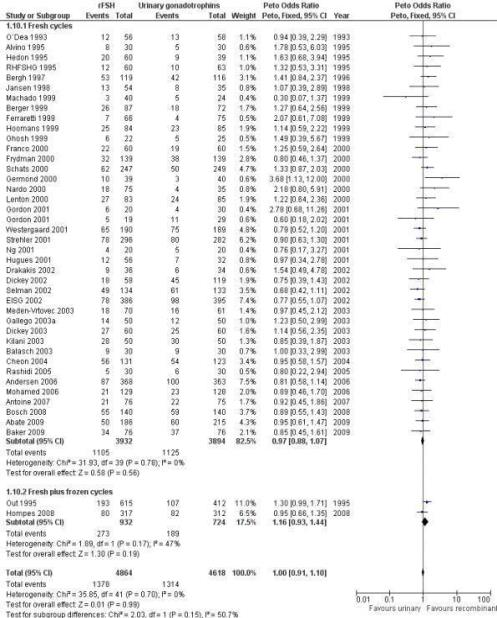 rFSH Urinary gonadotropins Peto Odds Ratio Peto Odds Ratio
Study or Subgroup Events Total Events Total Weight Peto, Fixed, 95% CI Year Peto, Fixed, 95% CI
1.10.1 Fresh cycles
O'Dea 1993 12 56 13 58 1.1% 0.94 [0.39, 2.29] 1993
Alvino 1995 8 30 5 30 0.6% 1.78 [0.53, 6.03] 1995
Hedon 1995 20 60 9 39 1.1% 1.63 [0.68, 3.94] 1995
RHFSHG 1995 12 60 10 63 1.0% 1.32 [0.53, 3.31] 1995
Bergh 1997 53 119 42 116 3.1% 1.41 [0.84, 2.37] 1997
Jansen 1998 13 54 8 35 0.9% 1.07 [0.39, 2.89] 1998
Machado 1999 3 40 5 24 0.4% 0.30 [0.07, 1.37] 1999
Berger 1999 26 87 18 72 1.7% 1.27 [0.64, 2.56] 1999
Ferraretti 1999 7 66 4 75 0.6% 2.07 [0.61, 7.08] 1999
Hoomans 1999 25 84 23 85 1.9% 1.14 [0.59, 2.22] 1999
Ghosh 1999 6 22 5 25 0.5% 1.49 [0.39, 5.67] 1999
Franco 2000 22 60 19 60 1.5% 1.25 [0.59, 2.64] 2000
Frydman 2000 32 139 38 139 2.9% 0.80 [0.46, 1.37] 2000
Schats 2000 62 247 50 249 4.8% 1.33 [0.87, 2.03] 2000
Germond 2000 10 39 3 40 0.6% 3.68 [1.13, 12.00] 2000
Nardo 2000 18 75 4 35 0.9% 2.18 [0.80, 5.91] 2000
Lenton 2000 27 83 24 85 1.9% 1.22 [0.64, 2.36] 2000
Gordon 2001 6 20 4 30 0.4% 2.78 [0.68, 11.26] 2001
Gordon 2001 5 19 11 29 0.6% 0.60 [0.18, 2.02] 2001
Westergaard 2001 65 190 75 189 4.9% 0.79 [0.52, 1.20] 2001
Strehler 2001 78 296 80 282 6.3% 0.90 [0.63, 1.30] 2001
Ng 2001 4 20 5 20 0.4% 0.76 [0.17, 3.27] 2001
Hugues 2001 12 56 7 32 0.8% 0.97 [0.34, 2.78] 2001
Drakakis 2002 9 36 6 34 0.7% 1.54 [0.49, 4.78] 2002
Dickey 2002 18 58 45 119 2.1% 0.75 [0.39, 1.43] 2002
Selman 2002 49 134 61 133 3.6% 0.68 [0.42, 1.11] 2002
EISG 2002 78 386 98 395 7.5% 0.77 [0.55, 1.07] 2002
Meden-Vrtovec 2003 18 70 16 61 1.4% 0.97 [0.45, 2.12] 2003
Gallego 2003a 14 50 12 50 1.1% 1.23 [0.50, 2.99] 2003
Dickey 2003 27 60 25 60 1.6% 1.14 [0.56, 2.35] 2003
Kilani 2003 28 50 30 50 1.3% 0.85 [0.39, 1.87] 2003
Balasch 2003 9 30 9 30 0.7% 1.00 [0.33, 2.99] 2003
Cheon 2004 56 131 54 123 3.3% 0.95 [0.58, 1.57] 2004
Rashidi 2005 5 30 6 30 0.5% 0.80 [0.22, 2.94] 2005
Andersen 2006 87 368 100 363 7.5% 0.81 [0.58, 1.14] 2006
Mohamed 2006 21 129 23 128 2.0% 0.89 [0.46, 1.70] 2006
Antoine 2007 21 76 22 75 1.7% 0.92 [0.45, 1.86] 2007
Bosch 2008 55 140 59 140 3.7% 0.89 [0.55, 1.43] 2008
Abate 2009 50 186 60 215 4.3% 0.95 [0.61, 1.47] 2009
Baker 2009 34 76 37 76 2.1% 0.85 [0.45, 1.61] 2009
Subtotal (95% CI) 3932 3894 82.5% 0.97 [0.88, 1.07]
Total events 1105 1125
Heterogeneity: Chi² = 31.93, df = 39 (P = 0.78); I² = 0%
Test for overall effect: Z = 0.58 (P = 0.56)
1.10.2 Fresh plus frozen cycles
Out 1995 193 615 107 412 11.0% 1.30 [0.99, 1.71] 1995
Hompes 2008 80 317 82 312 6.5% 0.95 [0.66, 1.35] 2008
Subtotal (95% CI) 932 724 17.5% 1.16 [0.93, 1.44]
Total events 273 189
Heterogeneity: Chi² = 1.89, df = 1 (P = 0.17); I² = 47%
Test for overall effect: Z = 1.30 (P = 0.19)
Total (95% CI) 4864 4618 100.0% 1.00 [0.91, 1.10]
Total events 1378 1314
Heterogeneity: Chi² = 35.85, df = 41 (P = 0.70); I² = 0%
Test for overall effect: Z = 0.01 (P = 0.99)
Test for subgroup differences: Chi² = 2.03, df = 1 (P = 0.15), I² = 50.7%
0.01 0.1 1 10 100
Favours urinary Favours recombinant